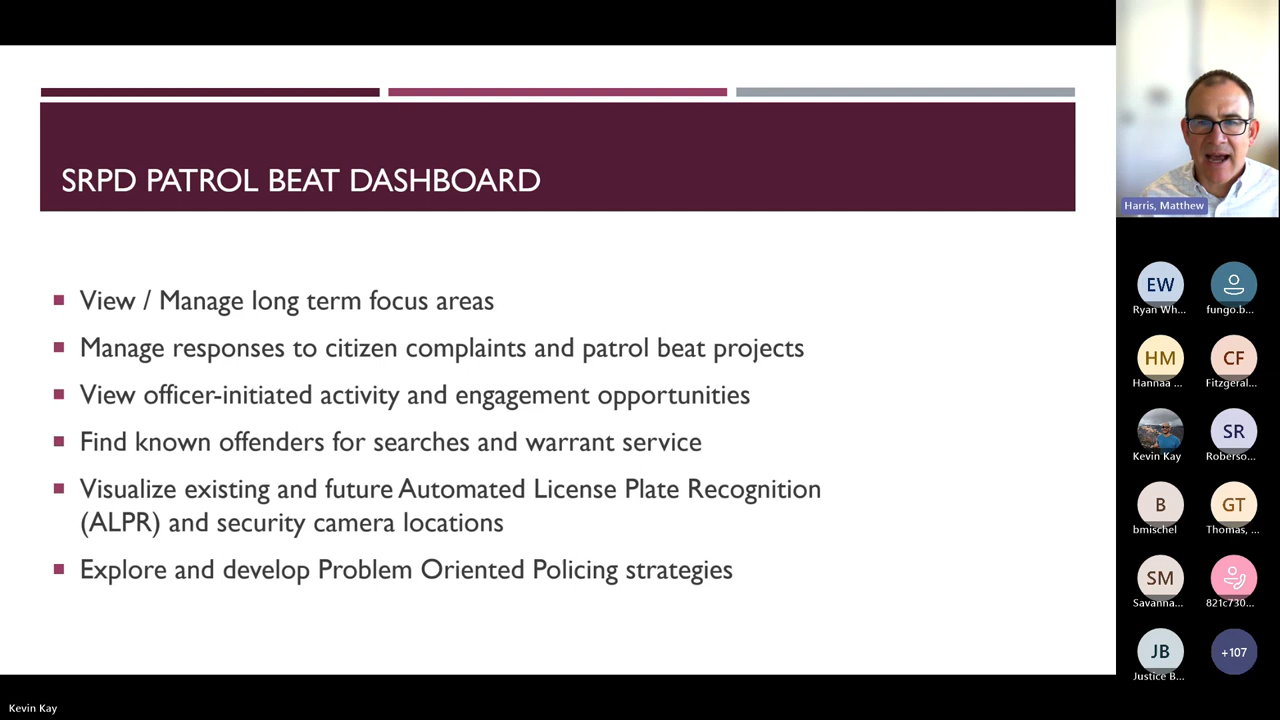 SRPD PATROL BEAT DASHBOARD
View / Manage long term focus areas
Manage responses to citizen complaints and patrol beat projects
View officer-initiated activity and engagement opportunities
Find known offenders for searches and warrant service
Visualize existing and future Automated License Plate Recognition
(ALPR) and security camera locations
Explore and develop Problem Oriented Policing strategies
Harris, Matthew
EW
Ryan Wh...
fungo.b...
HM
CF
Hannaa ...
Fitzgeral...
SR
Kevin Kay
Roberso...
B
GT
bmischel
Thomas, ...
SM
Savanna...
821c730...
JB
+107
Justice B...
Kevin Kay